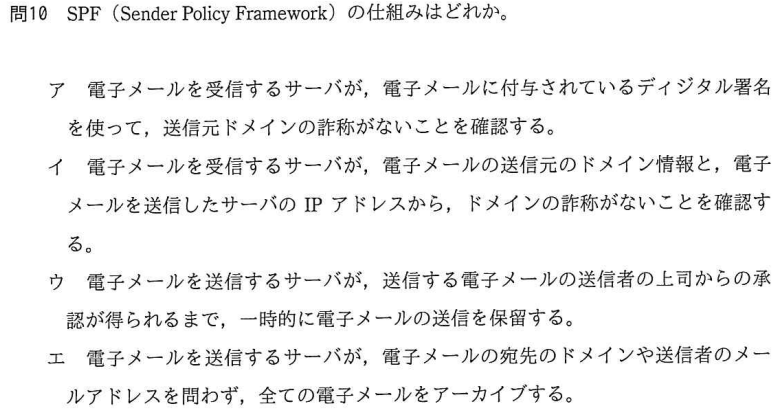 問10 SPF（Sender Policy Framework）の仕組みはどれか。
ア 電子メールを受信するサーバが，電子メールに付与されているディジタル署名
を使って，送信元ドメインの詐称がないことを確認する。
イ 電子メールを受信するサーバが，電子メールの送信元のドメイン情報と，電子
メールを送信したサーバの IP アドレスから，ドメインの詐称がないことを確認す
る。
ウ 電子メールを送信するサーバが，送信する電子メールの送信者の上司からの承
認が得られるまで，一時的に電子メールの送信を保留する。
エ 電子メールを送信するサーバが，電子メールの宛先のドメインや送信者のメー
ルアドレスを問わず，全ての電子メールをアーカイブする。